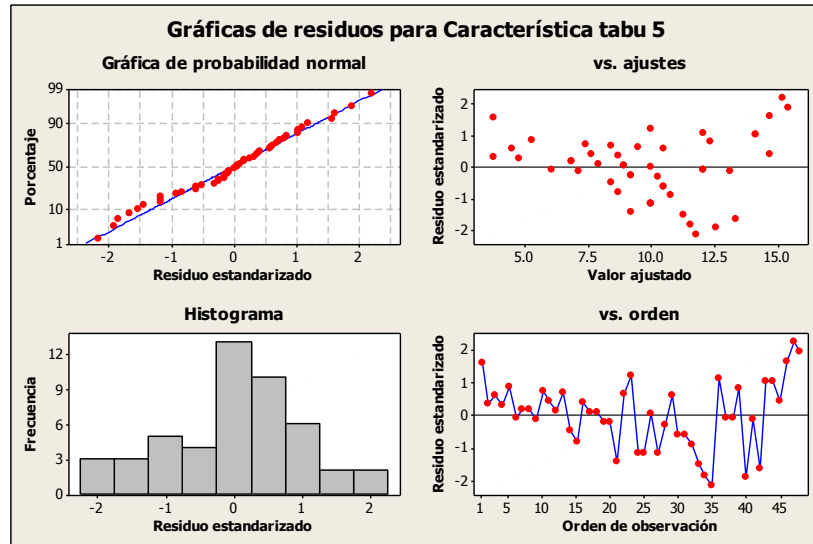 Gráficas de residuos para Característica tabu 5
Gráfica de probabilidad normal
99
90
50
10
1
Porcentaje
-2 -1 0 1 2
Residuo estandarizado
vs. ajustes
2
1
0
-1
-2
Residuo estandarizado
5.0 7.5 10.0 12.5 15.0
Valor ajustado
Histograma
12
9
6
3
0
Frecuencia
-2 -1 0 1 2
Residuo estandarizado
vs. orden
2
1
0
-1
-2
Residuo estandarizado
1 5 10 15 20 25 30 35 40 45
Orden de observación